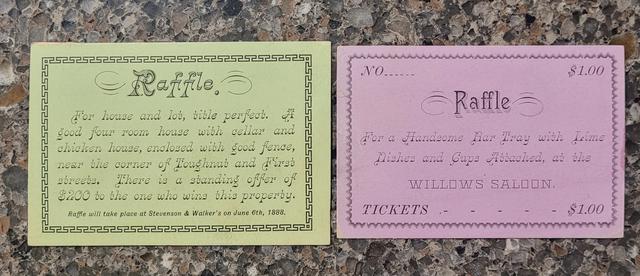 Raffle.
For house and lot, title perfect. A
good four room house with cellar and
chicken house, enclosed with good fence,
near the corner of Toughnut and First
streets. There is a standing offer of
$200 to the one who wins this property.
Raffle will take place at Stevenson & Walker's on June 6th, 1888.
NO...... $1.00
Raffle
For a Handsome Bar Tray with Lime
Dishes and Cups Attached, at the
WILLOWS SALOON.
TICKETS . - - - - - $1.00